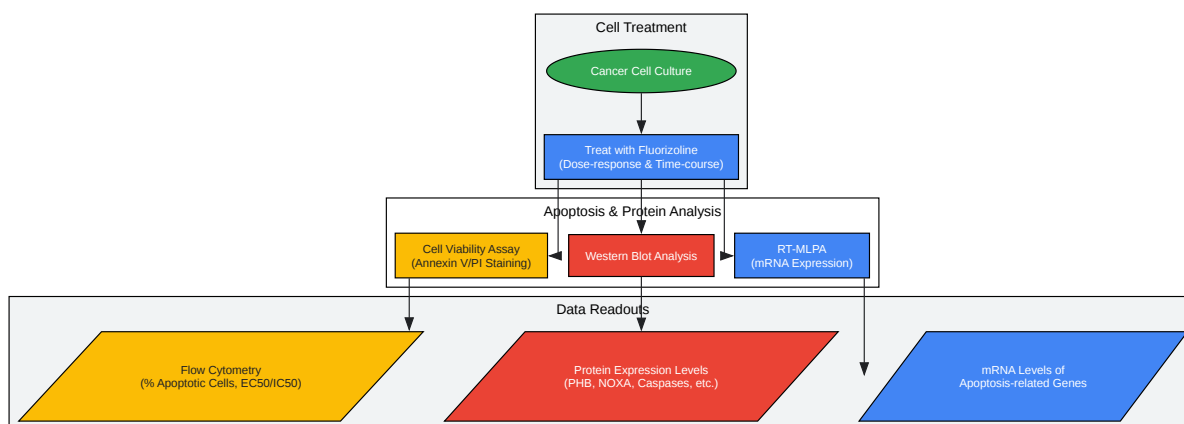 Cell Treatment
Cancer Cell Culture
Treat with Fluorizoline
(Dose-response & Time-course)
Apoptosis & Protein Analysis
Cell Viability Assay
(Annexin V/PI Staining)
Western Blot Analysis
RT-MLPA
(mRNA Expression)
Data Readouts
Flow Cytometry
(% Apoptotic Cells, EC50/IC50)
Protein Expression Levels
(PHB, NOXA, Caspases, etc.)
mRNA Levels of
Apoptosis-related Genes